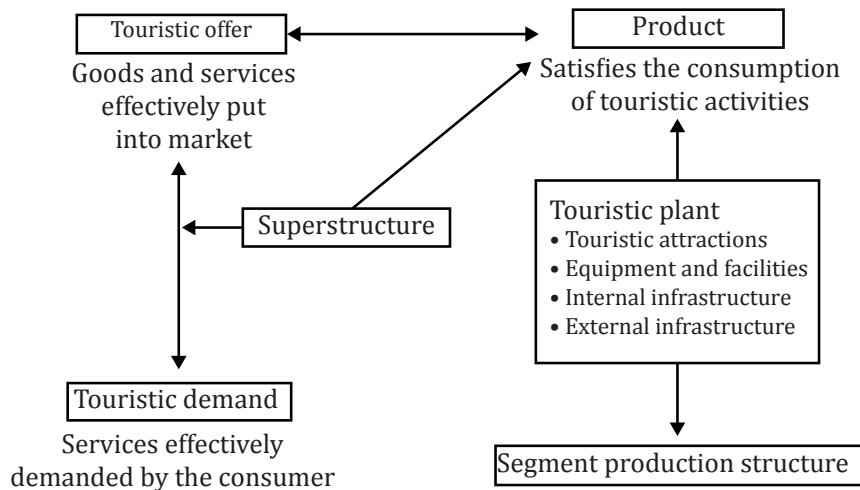 Touristic offer
Goods and services
effectively put
into market
Product
Satisfies the consumption
of touristic activities
Superstructure
Touristic plant
• Touristic attractions
• Equipment and facilities
• Internal infrastructure
• External infrastructure
Touristic demand
Services effectively
demanded by the consumer
Segment production structure